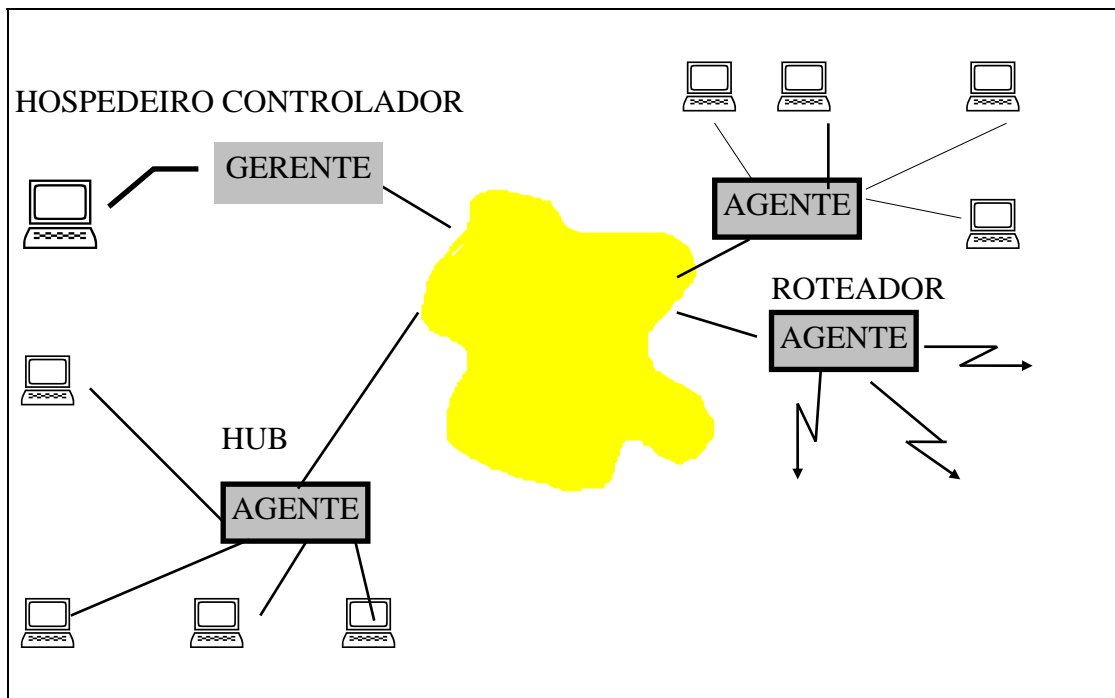 HOSPEDEIRO CONTROLADOR
GERENTE
AGENTE
ROTEADOR
AGENTE
HUB
AGENTE